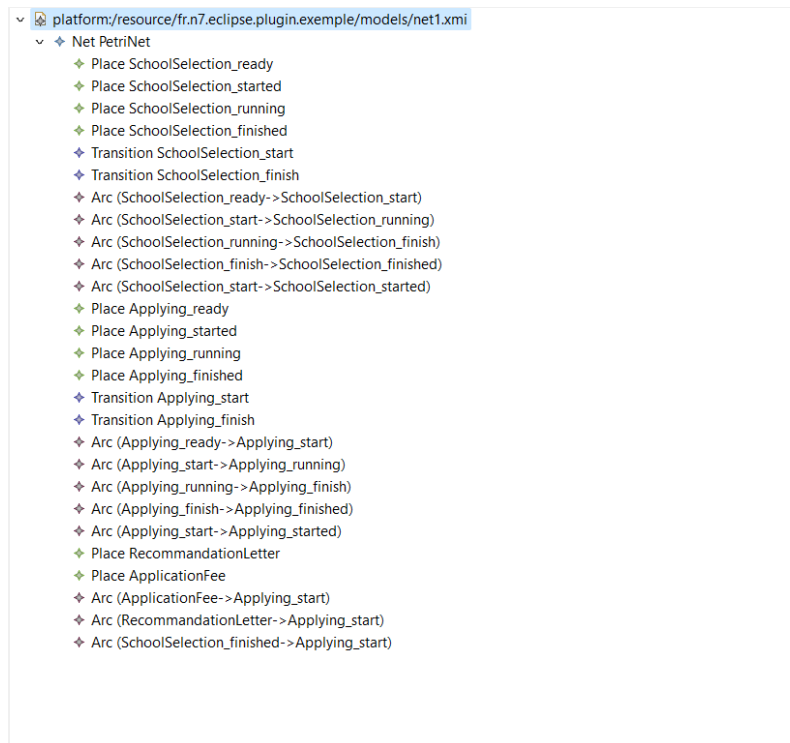 platform:/resource/fr.n7.eclipse.plugin.exemple/models/net1.xmi
Net PetriNet
Place SchoolSelection_ready
Place SchoolSelection_started
Place SchoolSelection_running
Place SchoolSelection_finished
Transition SchoolSelection_start
Transition SchoolSelection_finish
Arc (SchoolSelection_ready->SchoolSelection_start)
Arc (SchoolSelection_start->SchoolSelection_running)
Arc (SchoolSelection_running->SchoolSelection_finish)
Arc (SchoolSelection_finish->SchoolSelection_finished)
Arc (SchoolSelection_start->SchoolSelection_started)
Place Applying_ready
Place Applying_started
Place Applying_running
Place Applying_finished
Transition Applying_start
Transition Applying_finish
Arc (Applying_ready->Applying_start)
Arc (Applying_start->Applying_running)
Arc (Applying_running->Applying_finish)
Arc (Applying_finish->Applying_finished)
Arc (Applying_start->Applying_started)
Place RecommandationLetter
Place ApplicationFee
Arc (ApplicationFee->Applying_start)
Arc (RecommandationLetter->Applying_start)
Arc (SchoolSelection_finished->Applying_start)